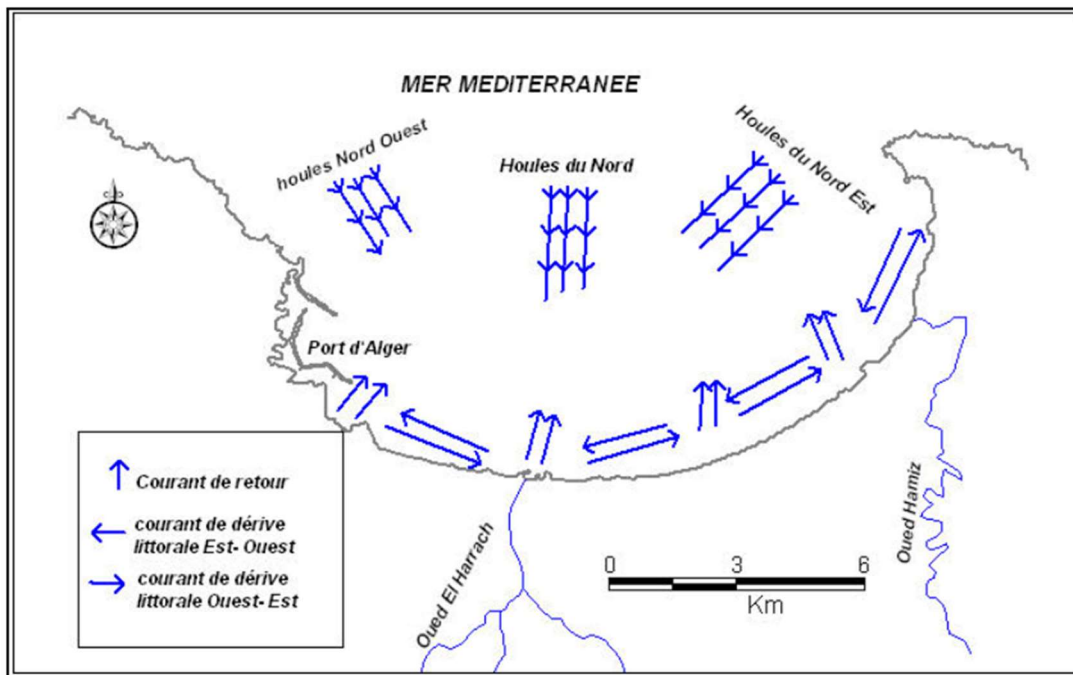 MER MEDITERRANEE
houles Nord Ouest
Houles du Nord
Houles du Nord Est
Port d'Alger
Courant de retour
courant de dérive
littorale Est- Ouest
courant de dérive
littorale Ouest- Est
Oued El Harrach
Oued Hamiz
0 3 6
Km